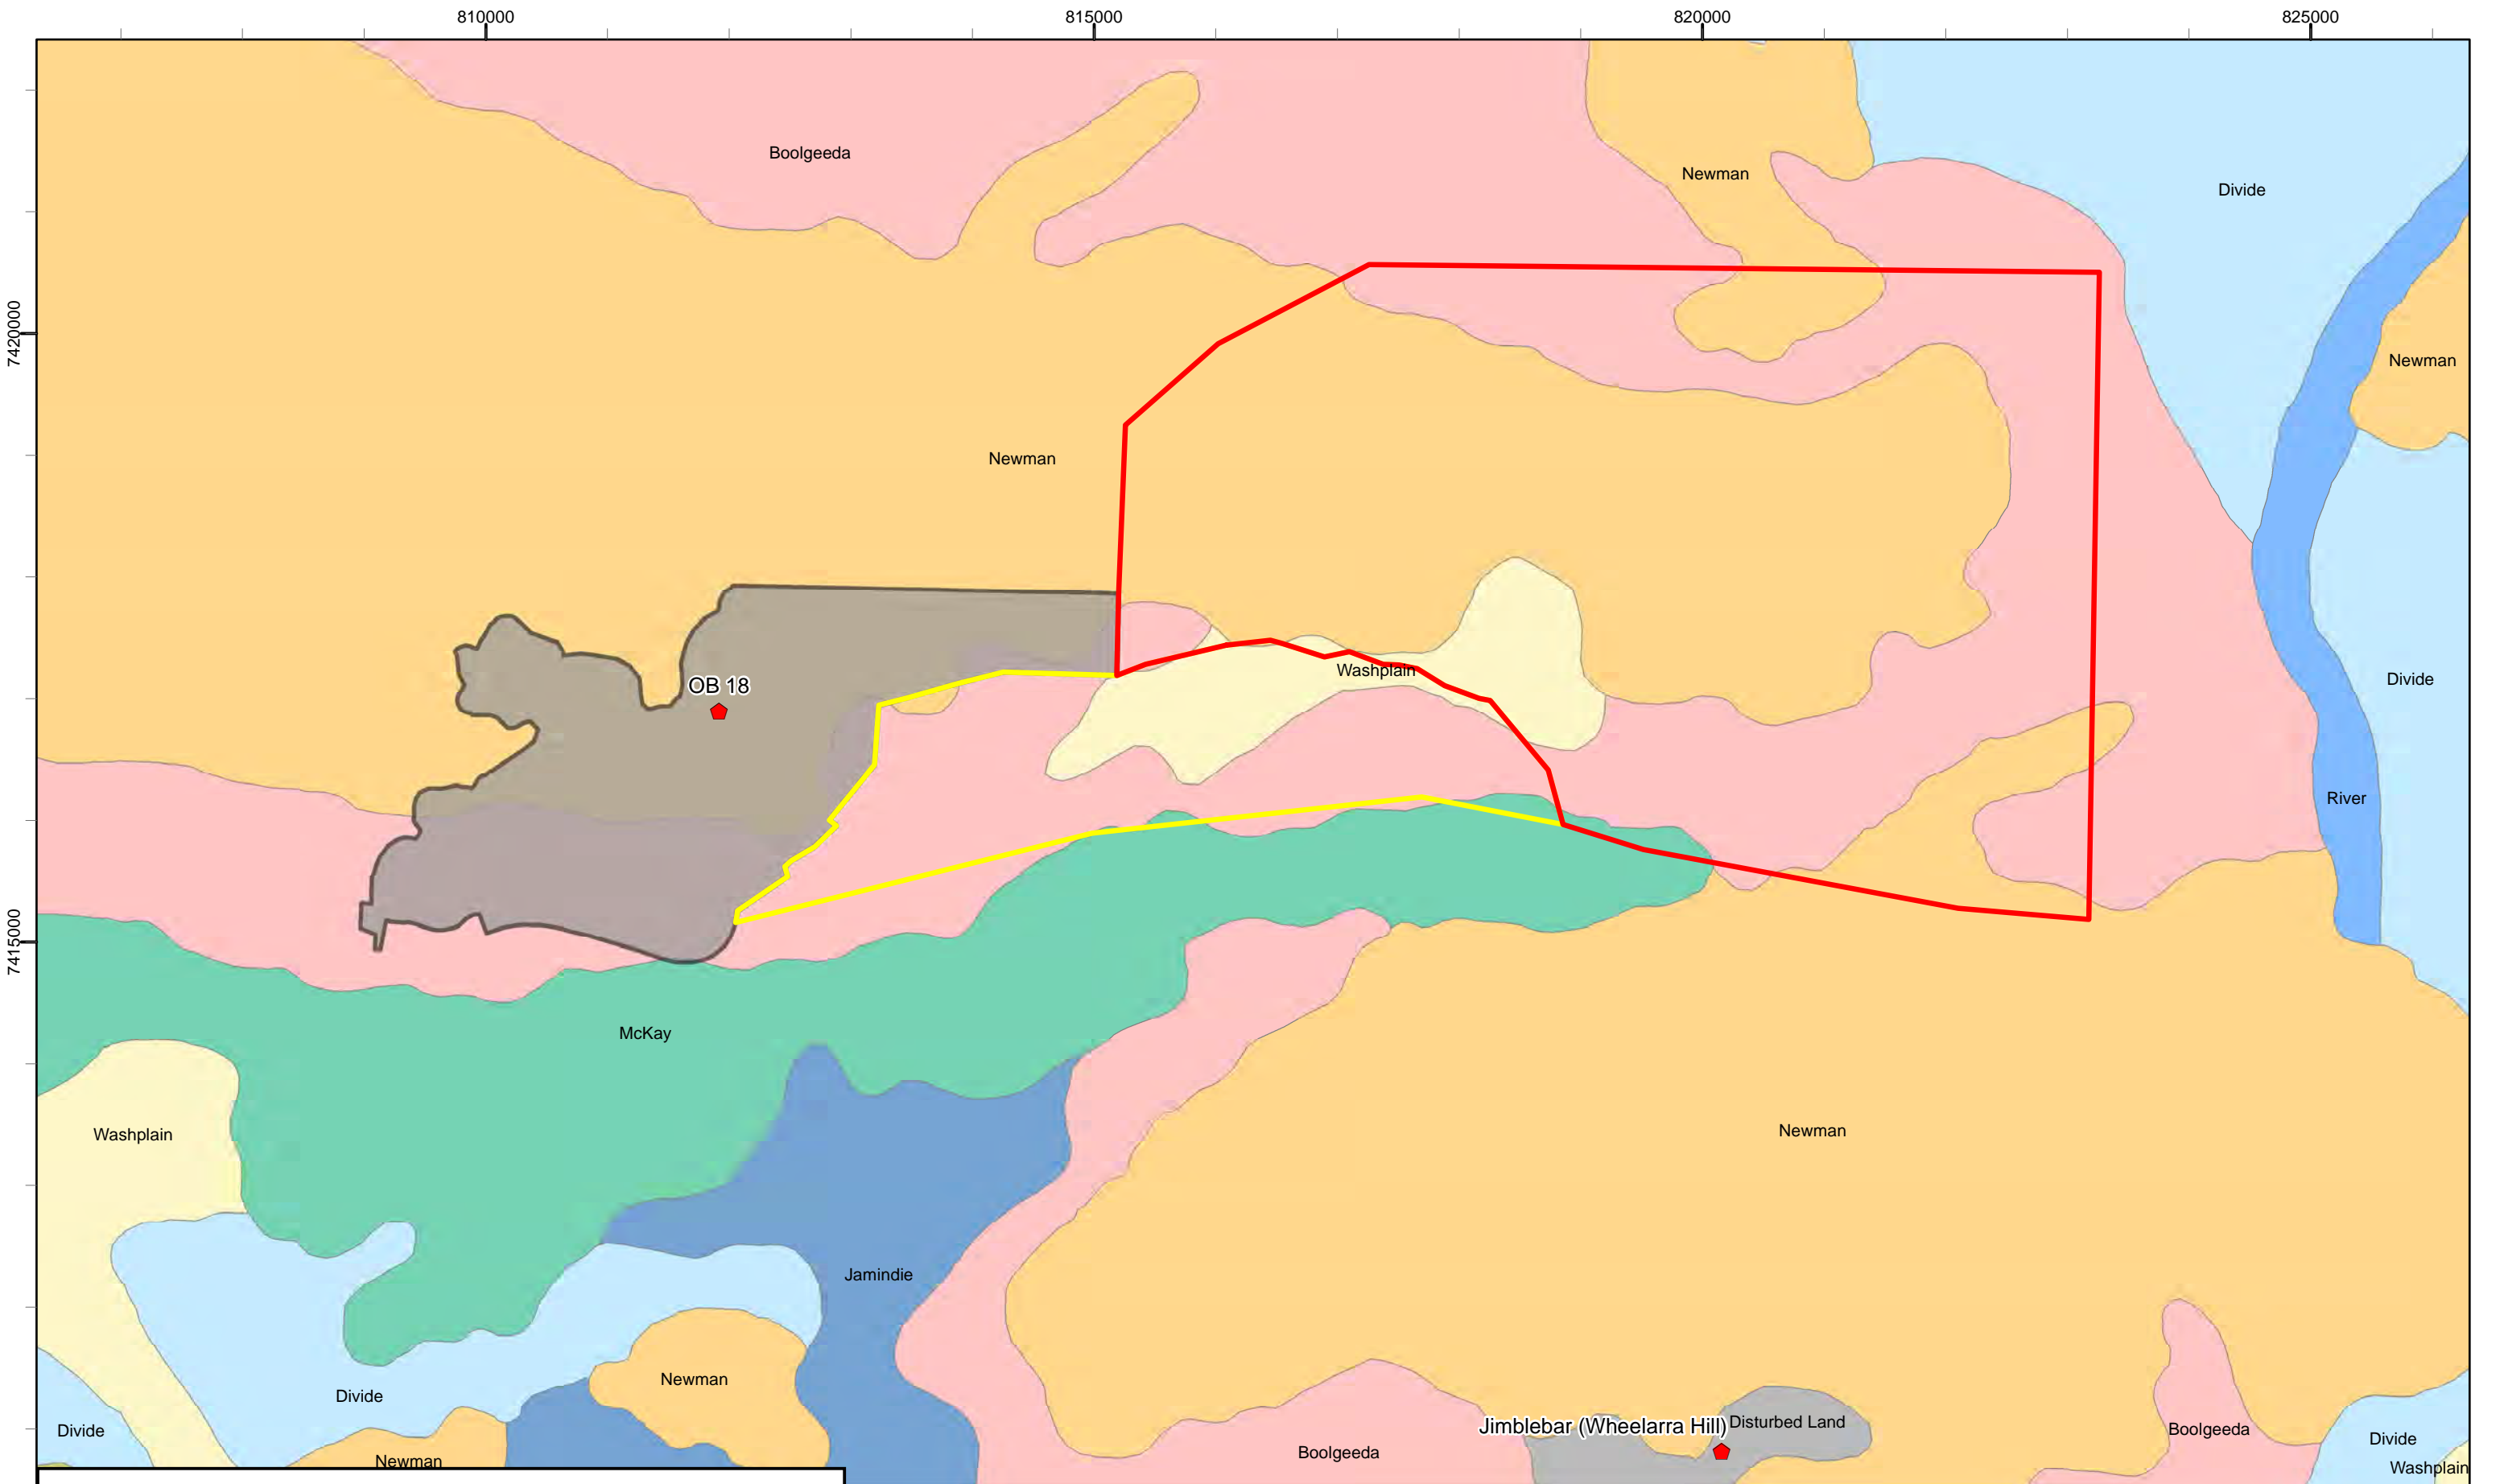 810000
815000
820000
825000
Boolgeeda
Newman
Divide
7420000
Newman
Newman
Washplain
Divide
OB 18
River
7415000
McKay
Washplain
Newman
Jamindie
Newman
Divide
Divide
Newman
Jimblebar (Wheelarra Hill)
Disturbed Land
Boolgeeda
Boolgeeda
Divide
Washplain